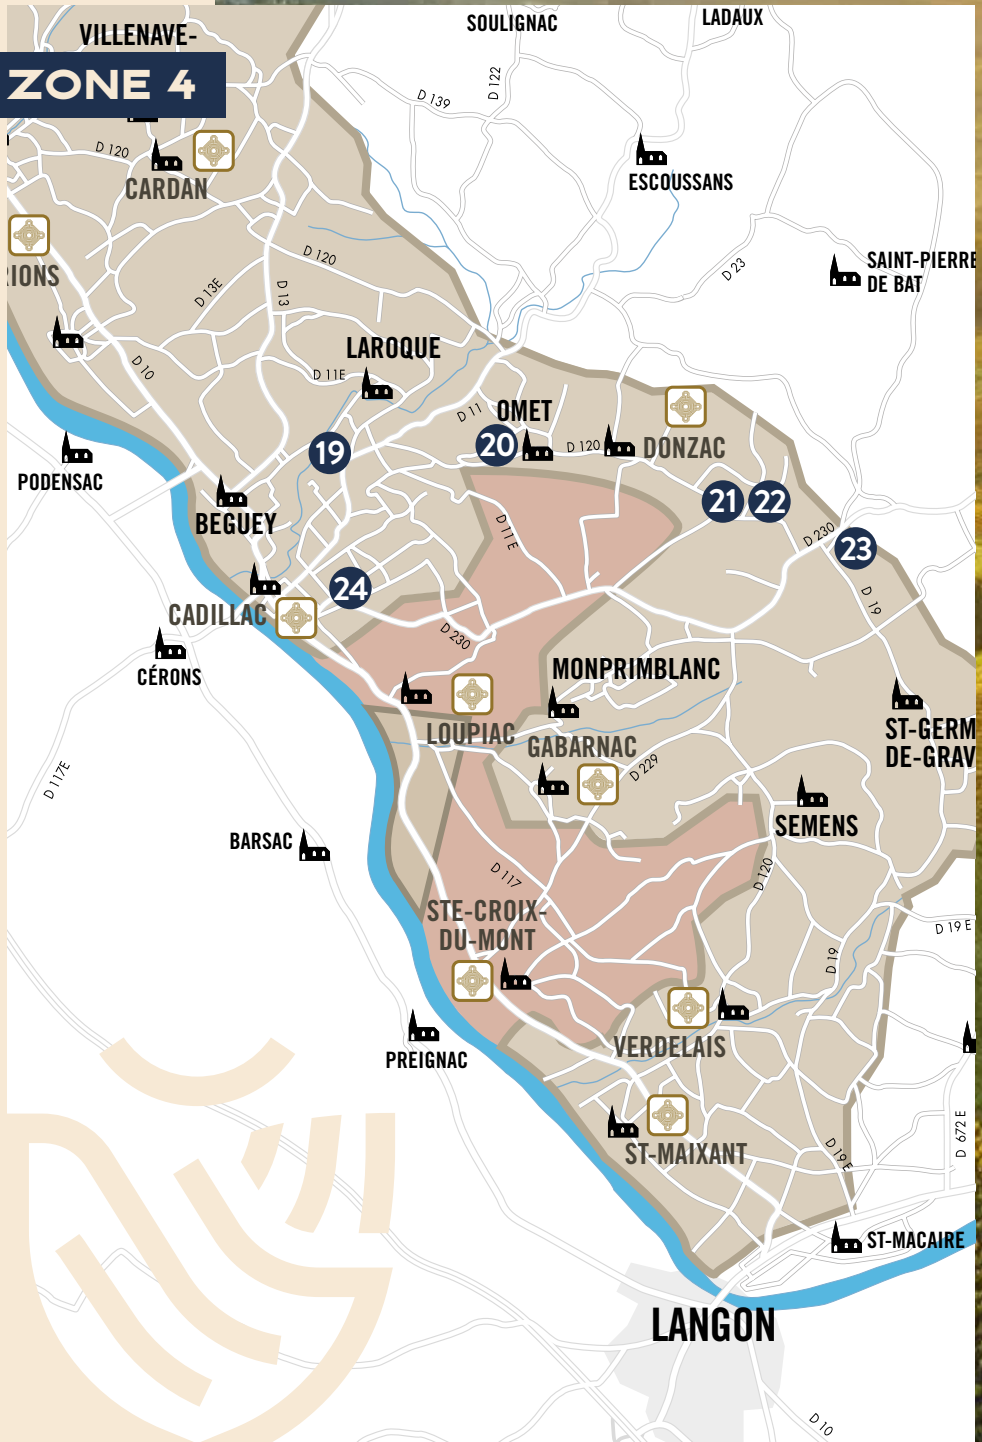 VILLENAVE-
SOULIGNAC
LADAUX
ZONE 4
D 122
D 139
D 120
CARDAN
ESCOUSSANS
RIONS
D 120
D 23
SAINT-PIERRE
DE BAT
D 13E
D 13
LAROQUE
D 10
D 11E
D 11
OMET
20
D 120
DONZAC
19
PODENSAC
21
22
BEGUEY
D 11 E
D 230
23
24
CADILLAC
D 19
D 230
CÉRONS
MONPRIMBLANC
LOUPIAC
ST-GERM
DE-GRAV
GABARNAC
D 229
D 117E
SEMENS
BARSAC
D 117
D 120
STE-CROIX-
DU-MONT
D 19 E
D 19
VERDELAIS
PREIGNAC
D 672 E
ST-MAIXANT
D 19 E
ST-MACAIRE
LANGON
D 10